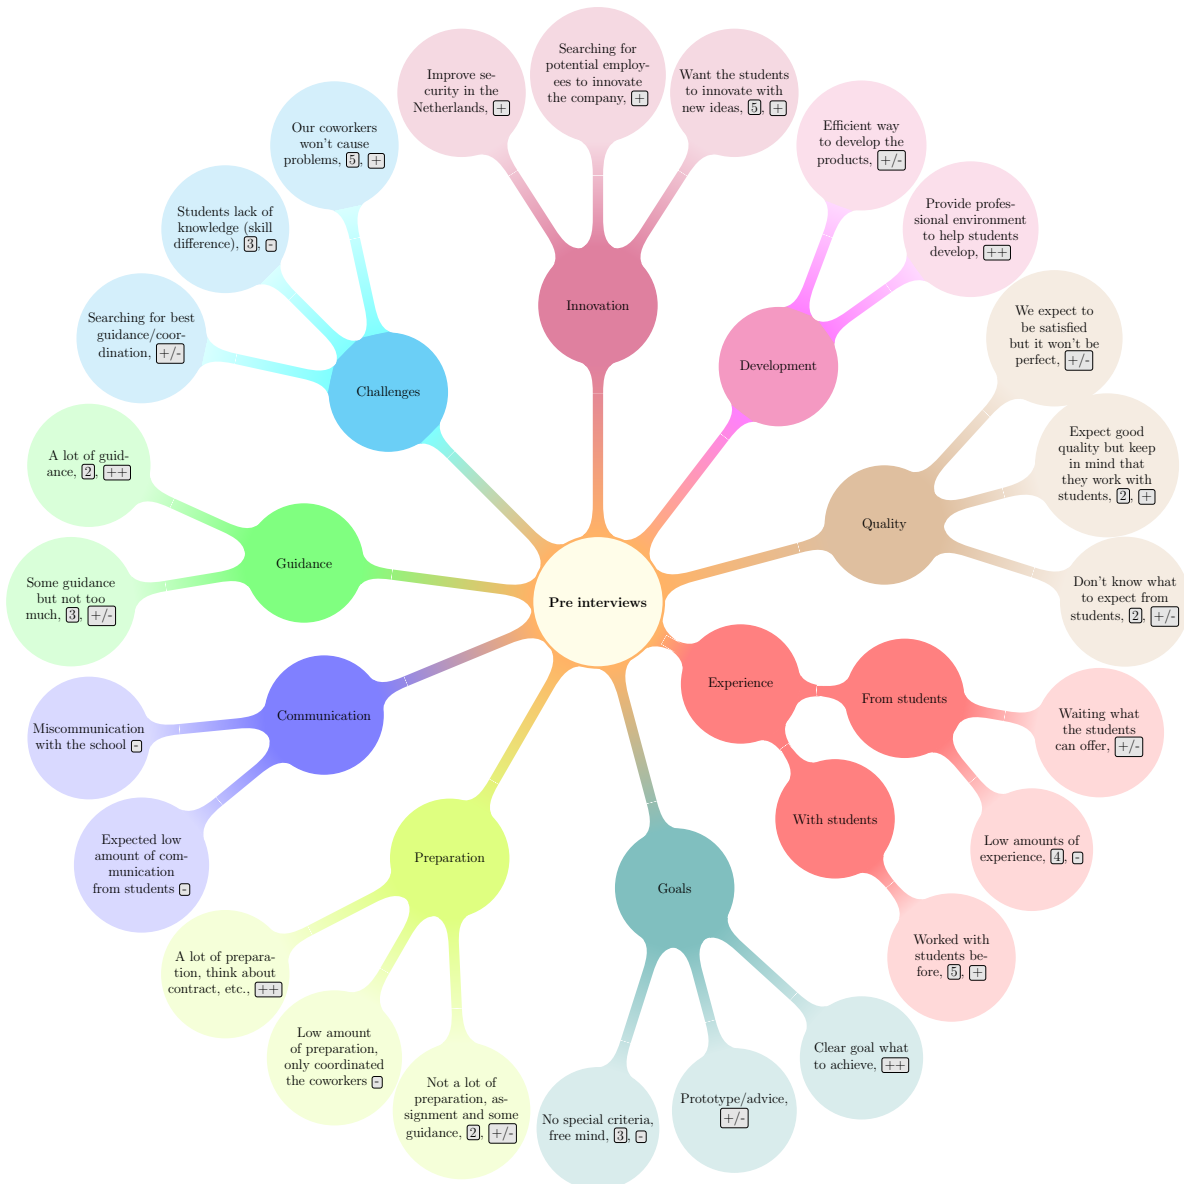 Pre interviews
Innovation
Improve se-
curity in the
Netherlands, +
Searching for
potential employ-
ees to innovate
the company, +
Want the students
to innovate with
new ideas, 5, +
Development
Efficient way
to develop the
products, +/-
Provide profes-
sional environment
to help students
develop, ++
Quality
We expect to
be satisfied
but it won't be
perfect, +/-
Expect good
quality but keep
in mind that
they work with
students, 2, +
Don't know what
to expect from
students, 2, +/-
Experience
From students
Waiting what
the students
can offer, +/-
Low amounts of
experience, 4, -
With students
Worked with
students be-
fore, 5, +
Goals
Clear goal what
to achieve, ++
Prototype/advice,
+/-
No special criteria,
free mind, 3, -
Preparation
Not a lot of
preparation, as-
signment and some
guidance, 2, +/-
Low amount
of preparation,
only coordinated
the coworkers -
A lot of prepara-
tion, think about
contract, etc., ++
Communication
Expected low
amount of com-
munication
from students -
Miscommunication
with the school -
Guidance
Some guidance
but not too
much, 3, +/-
A lot of guid-
ance, 2, ++
Challenges
Searching for best
guidance/coor-
dination, +/-
Students lack of
knowledge (skill
difference), 3, -
Our coworkers
won't cause
problems, 5, +